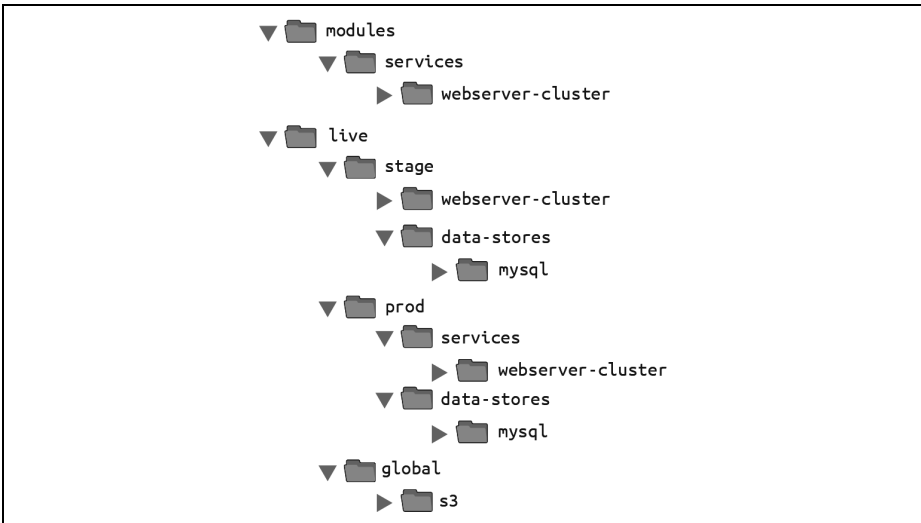 modules
services
webserver-cluster
live
stage
webserver-cluster
data-stores
mysql
prod
services
webserver-cluster
data-stores
mysql
global
s3